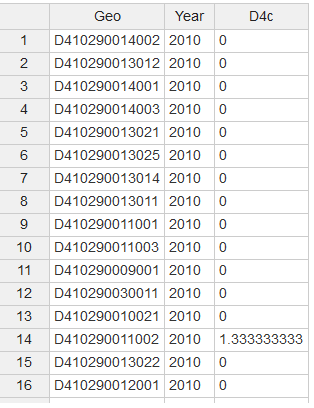 Geo Year D4c
1 D410290014002 2010 0
2 D410290013012 2010 0
3 D410290014001 2010 0
4 D410290014003 2010 0
5 D410290013021 2010 0
6 D410290013025 2010 0
7 D410290013014 2010 0
8 D410290013011 2010 0
9 D410290011001 2010 0
10 D410290011003 2010 0
11 D410290009001 2010 0
12 D410290030011 2010 0
13 D410290010021 2010 0
14 D410290011002 2010 1.333333333
15 D410290013022 2010 0
16 D410290012001 2010 0